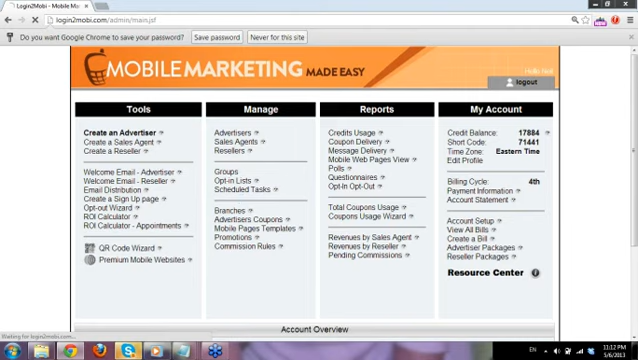 Login2Mobi - Mobile Ma
login2mobi.com/admin/main.jsf
Do you want Google Chrome to save your password?
Save password
Never for this site
MOBILEMARKETING MADE EASY
logout
Tools
Create an Advertiser
Create a Sales Agent
Create a Reseller
Welcome Email - Advertiser
Welcome Email - Reseller
Email Distribution
Create a Sign Up page
Opt-out Wizard
ROI Calculator
ROI Calculator - Appointments
QR Code Wizard
Premium Mobile Websites
Manage
Advertisers
Sales Agents
Resellers
Groups
Opt-in Lists
Scheduled Tasks
Branches
Advertisers Coupons
Mobile Pages Templates
Promotions
Commission Rules
Reports
Credits Usage
Coupon Delivery
Message Delivery
Mobile Web Pages View
Polls
Questionnaires
Opt-In Opt-Out
Total Coupons Usage
Coupons Usage Wizard
Revenues by Sales Agent
Revenues by Reseller
Pending Commissions
My Account
Credit Balance: 17884
Short Code: 71441
Time Zone: Eastern Time
Edit Profile
Billing Cycle: 4th
Payment Information
Account Statement
Account Setup
View All Bills
Create a Bill
Advertiser Packages
Reseller Packages
Resource Center
Account Overview
Waiting for login2mobi.com...
EN
11:12 PM
5/6/2013